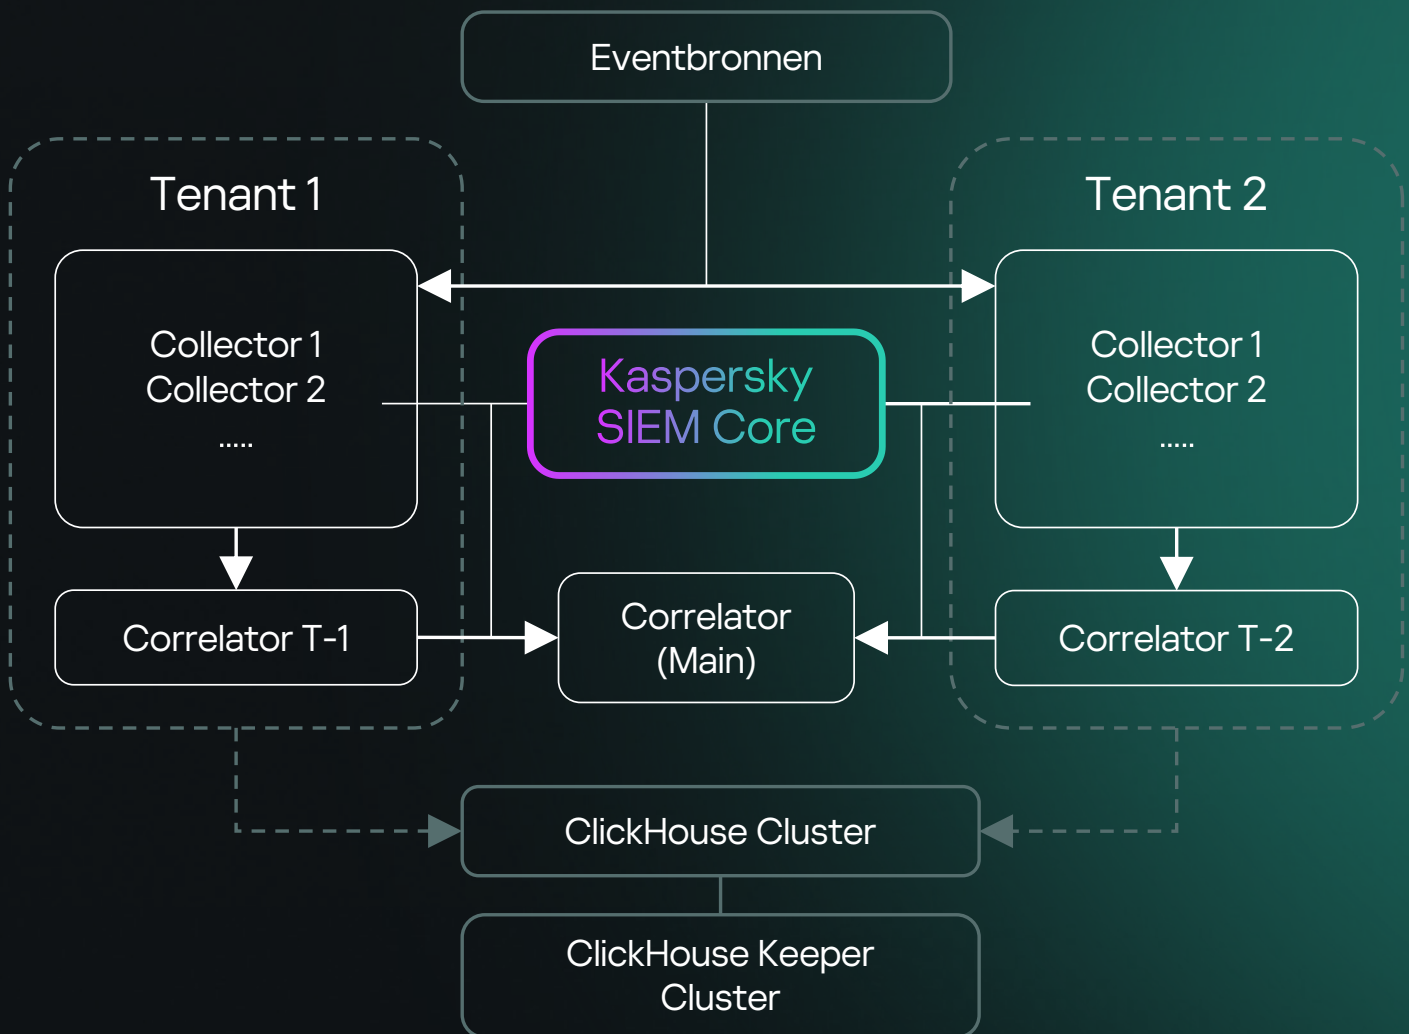 Eventbronnen
Tenant 1
Tenant 2
Collector 1
Collector 2
.....
Kaspersky
SIEM Core
Collector 1
Collector 2
.....
Correlator T-1
Correlator
(Main)
Correlator T-2
ClickHouse Cluster
ClickHouse Keeper
Cluster